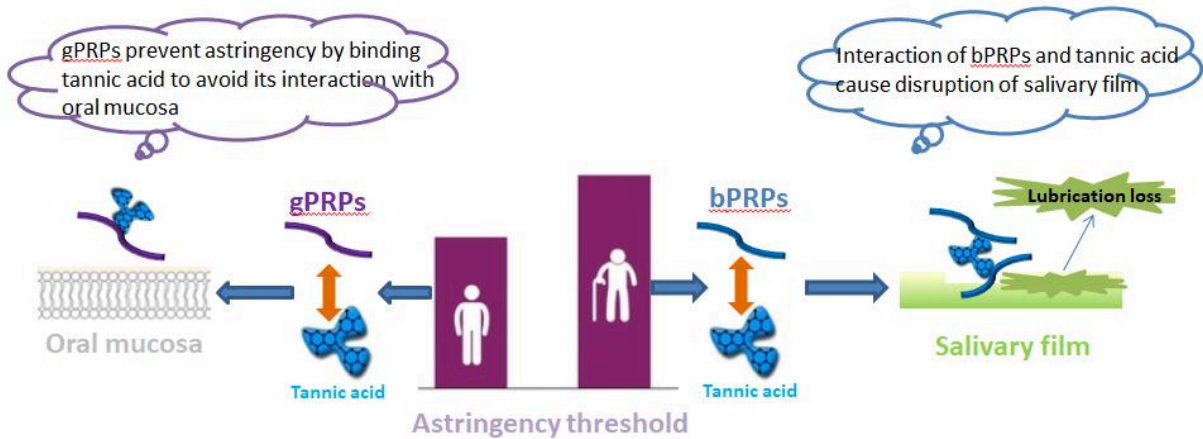 gPRPs prevent astringency by binding
tannic acid to avoid its interaction with
oral mucosa
Interaction of bPRPs and tannic acid
cause disruption of salivary film
gPRPs
bPRPs
Lubrication loss
Oral mucosa
Tannic acid
Tannic acid
Salivary film
Astringency threshold